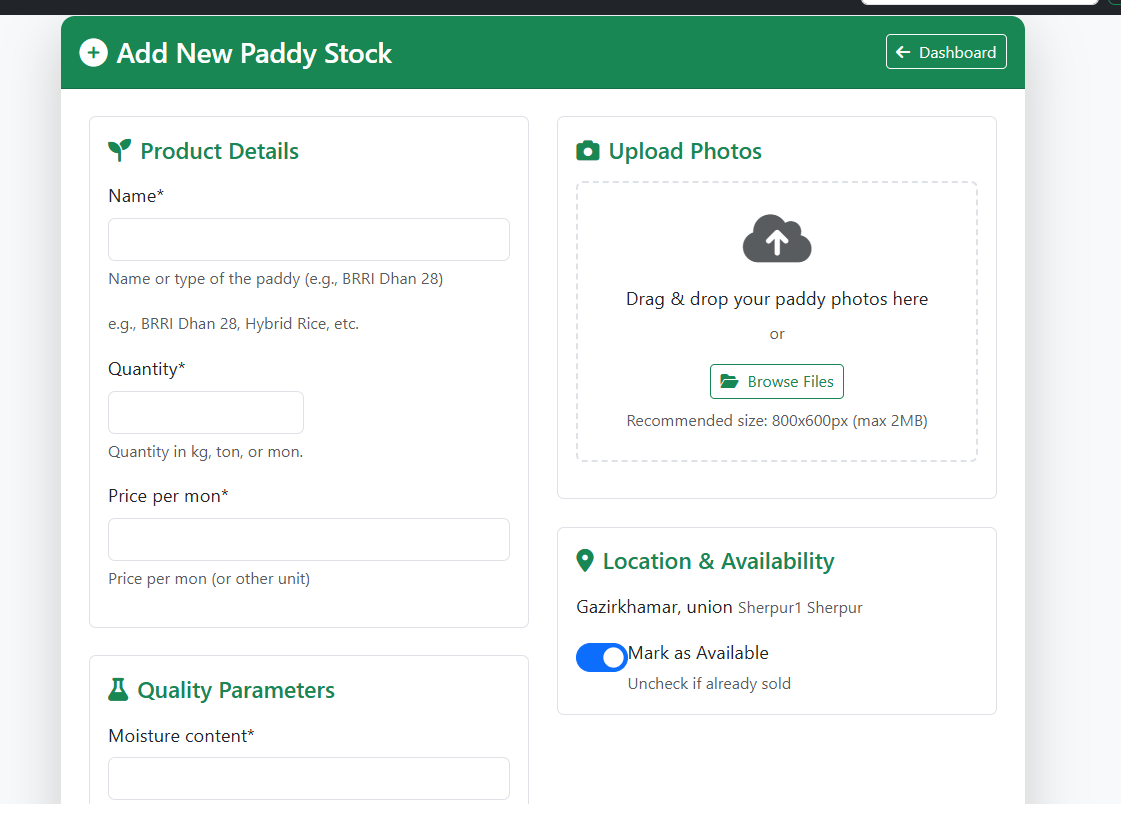 Add New Paddy Stock
Dashboard
Product Details
Name*
Name or type of the paddy (e.g., BRRI Dhan 28)
e.g., BRRI Dhan 28, Hybrid Rice, etc.
Quantity*
Quantity in kg, ton, or mon.
Price per mon*
Price per mon (or other unit)
Quality Parameters
Moisture content*
Upload Photos
Drag & drop your paddy photos here
or
Browse Files
Recommended size: 800x600px (max 2MB)
Location & Availability
Gazirkhamar, union Sherpur1 Sherpur
Mark as Available
Uncheck if already sold